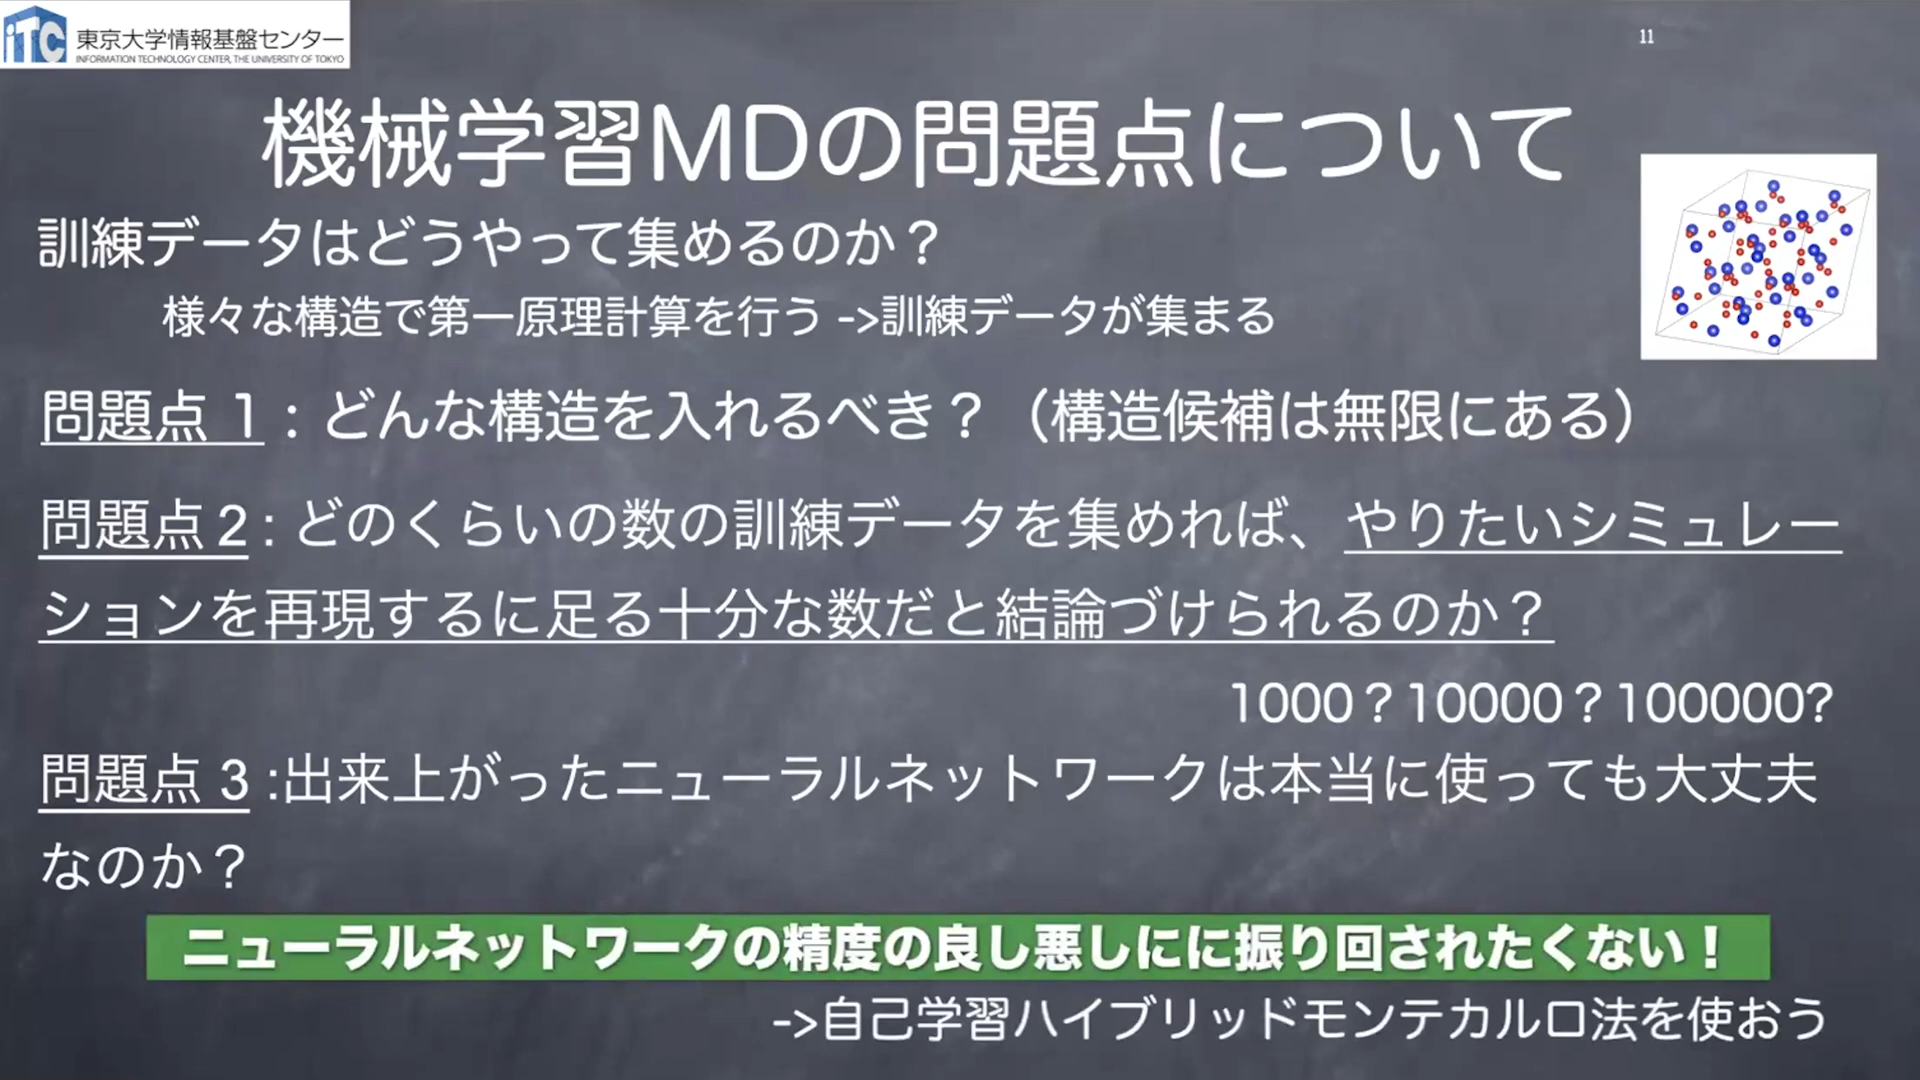 iTC 東京大学情報基盤センター
INFORMATION TECHNOLOGY CENTER, THE UNIVERSITY OF TOKYO
11
機械学習MDの問題点について
訓練データはどうやって集めるのか？
様々な構造で第一原理計算を行う ->訓練データが集まる
問題点 1：どんな構造を入れるべき？（構造候補は無限にある）
問題点 2 : どのくらいの数の訓練データを集めれば、やりたいシミュレー
ションを再現するに足る十分な数だと結論づけられるのか？
1000？10000？100000?
問題点 3 :出来上がったニューラルネットワークは本当に使っても大丈夫
なのか？
ニューラルネットワークの精度の良し悪しにに振り回されたくない！
->自己学習ハイブリッドモンテカルロ法を使おう